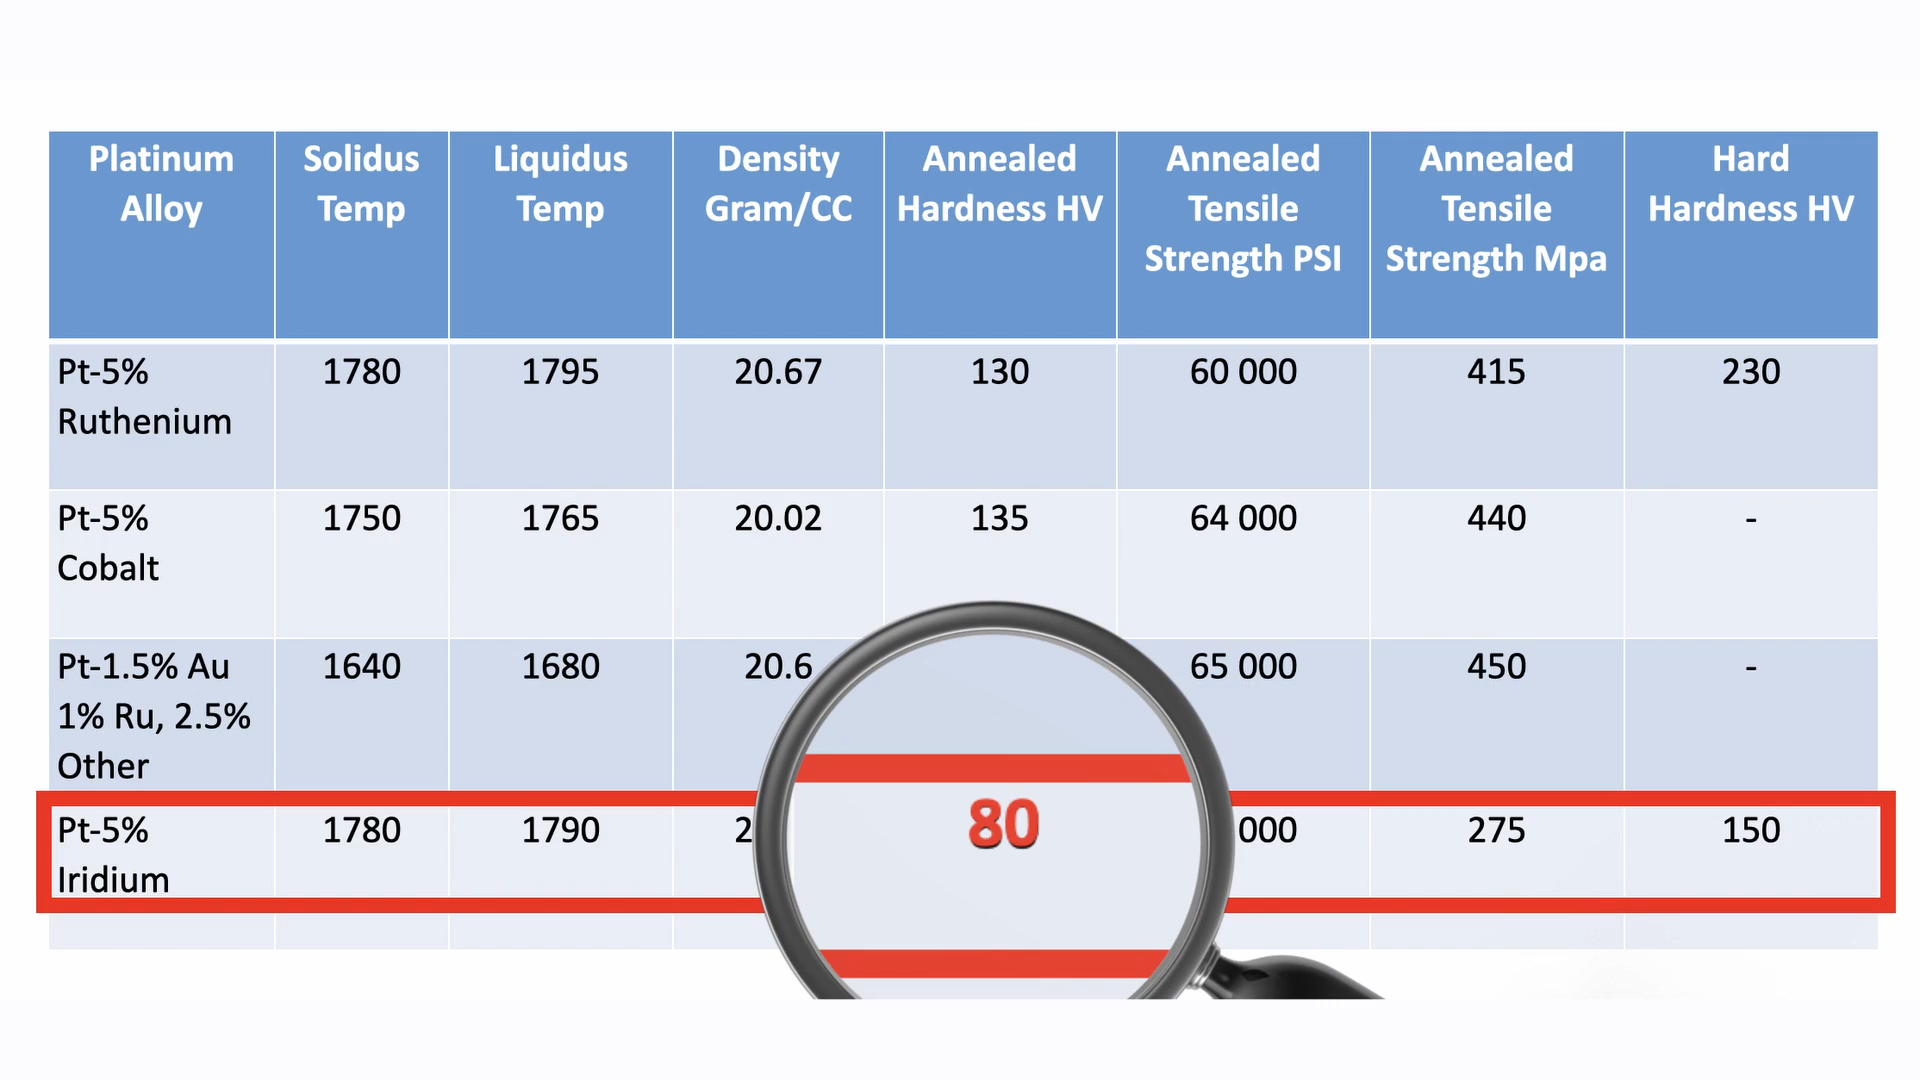 Platinum Alloy Solidus Temp Liquidus Temp Density Gram/CC Annealed Hardness HV Annealed Tensile Strength PSI Annealed Tensile Strength Mpa Hard Hardness HV
Pt-5% Ruthenium 1780 1795 20.67 130 60 000 415 230
Pt-5% Cobalt 1750 1765 20.02 135 64 000 440 -
Pt-1.5% Au 1% Ru, 2.5% Other 1640 1680 20.6 65 000 450 -
Pt-5% Iridium 1780 1790 80 000 275 150